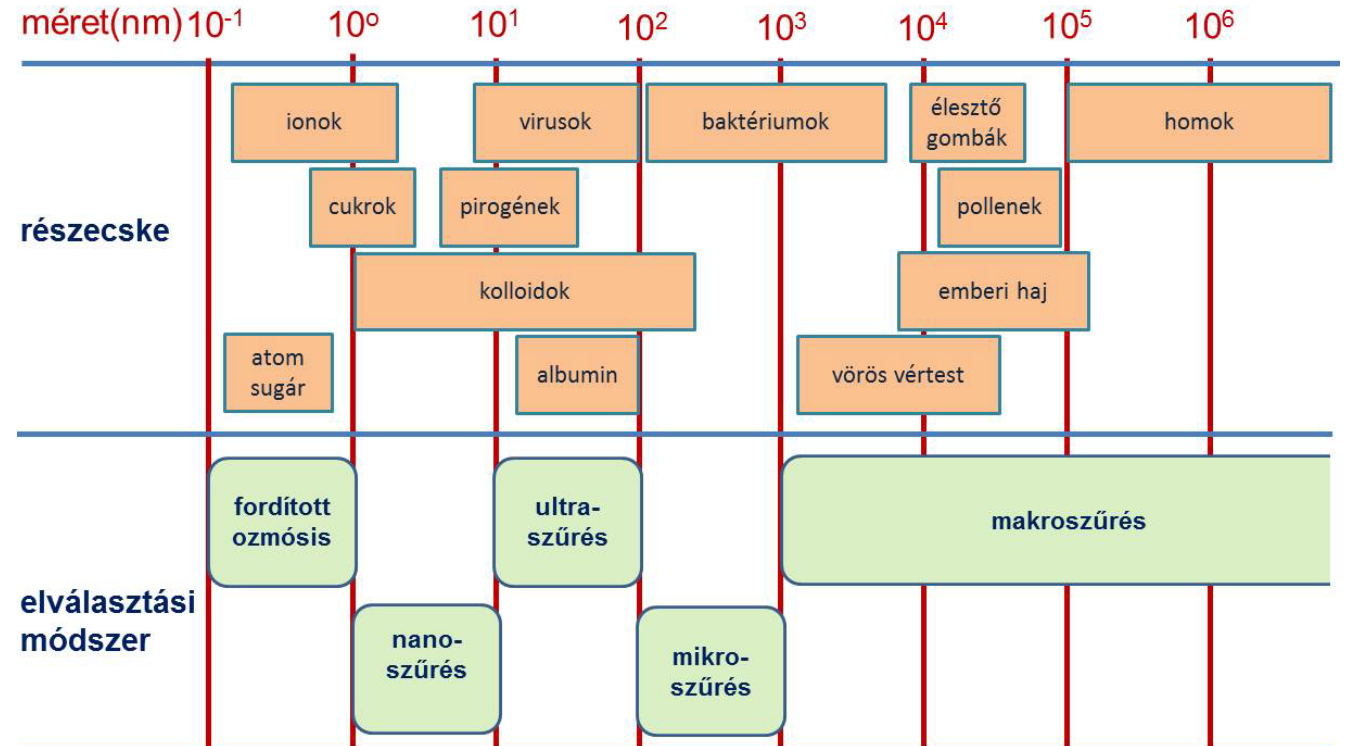 méret(nm) 10⁻¹ 10⁰ 10¹ 10² 10³ 10⁴ 10⁵ 10⁶
ionok
virusok
baktériumok
élesztő
gombák
homok
cukrok
pirogének
pollenek
részecske
kolloidok
emberi haj
atom
sugár
albumin
vörös vértest
fordított
ozmósis
ultra-
szűrés
makroszűrés
elválasztási
módszer
nano-
szűrés
mikro-
szűrés